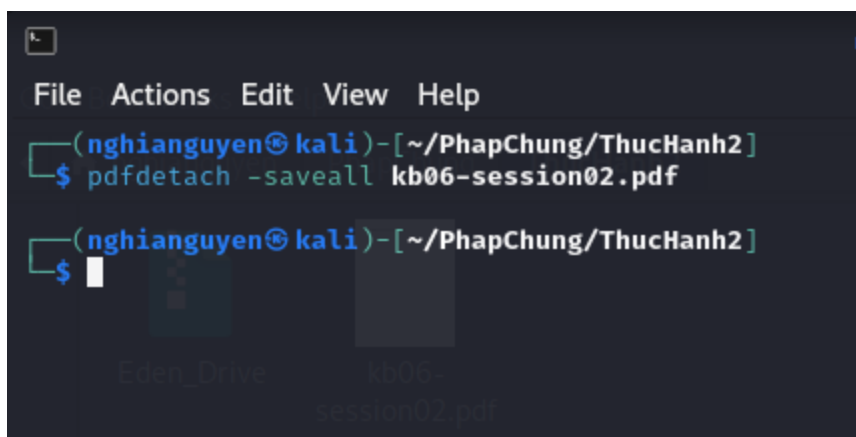 File Actions Edit View Help
┌──(nghianguyen㉿kali)-[~/PhapChung/ThucHanh2]
└─$ pdfdetach -saveall kb06-session02.pdf
┌──(nghianguyen㉿kali)-[~/PhapChung/ThucHanh2]
└─$
Eden_Drive kb06-
session02.pdf